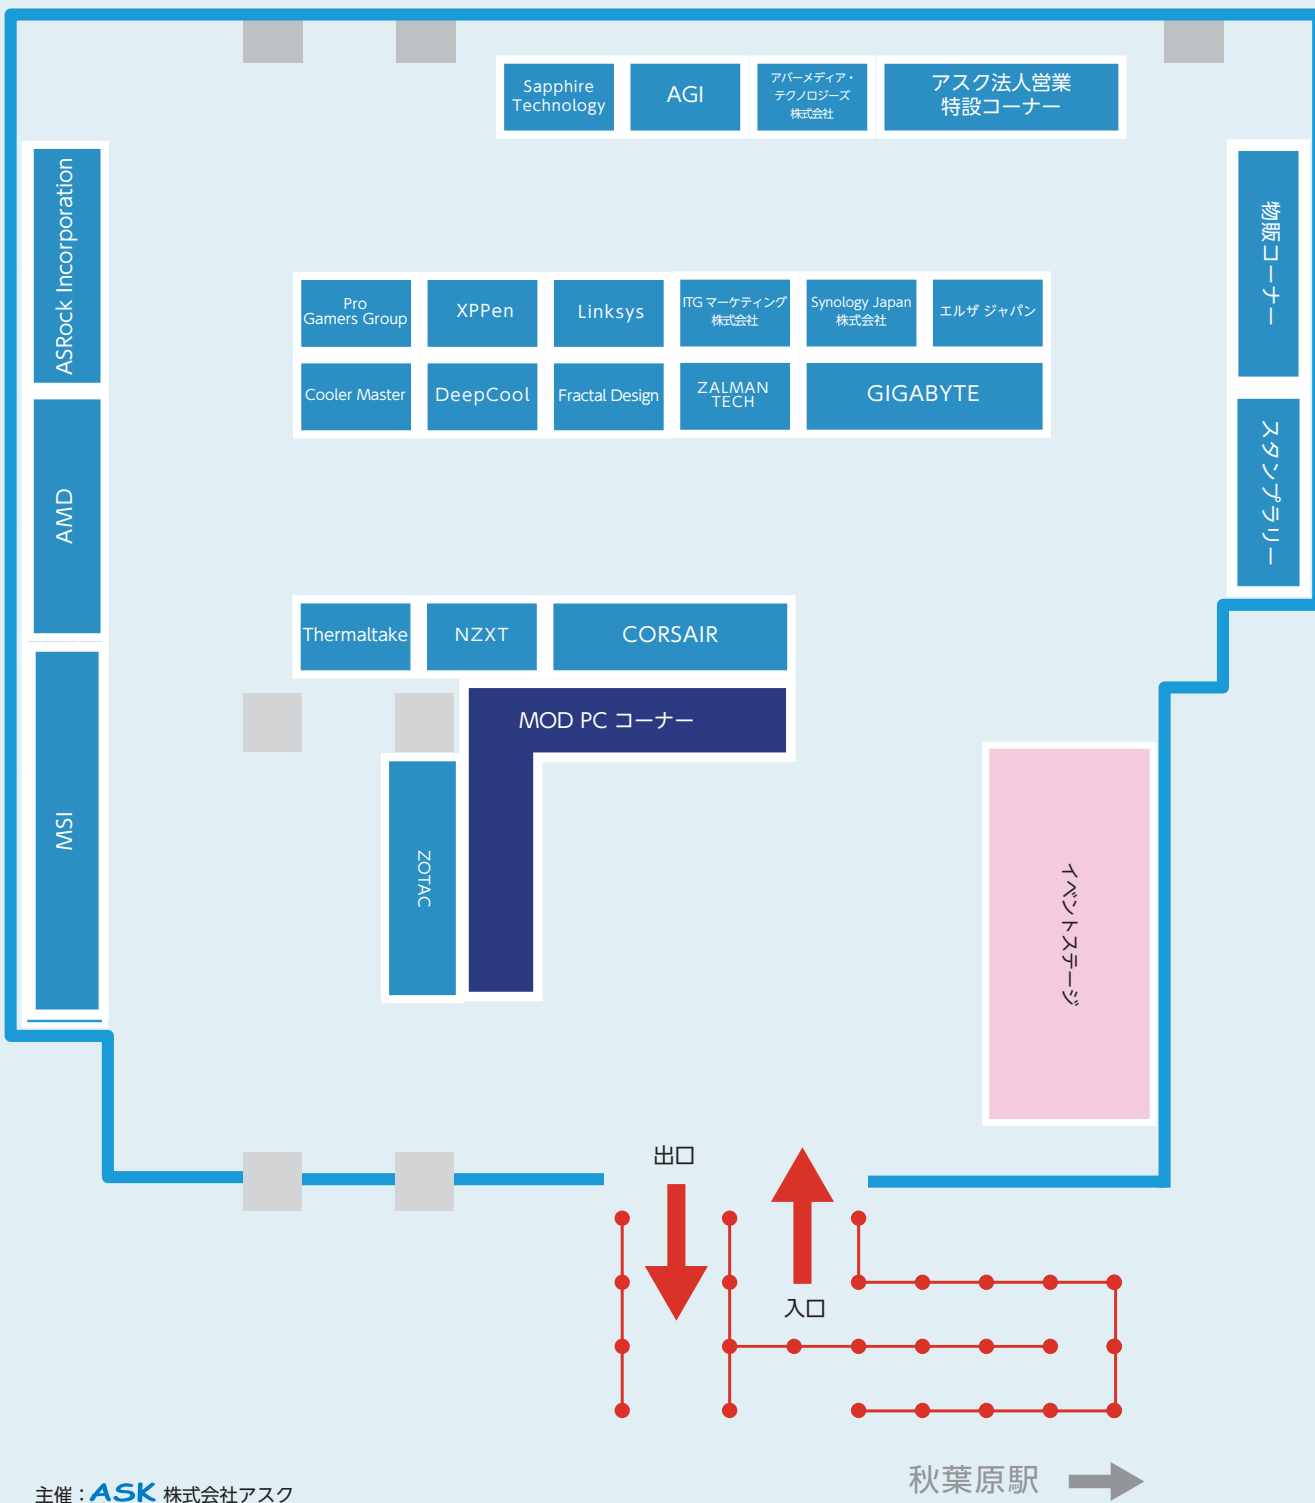 Sapphire
Technology
AGI
アバーメディア・
テクノロジーズ
株式会社
アスク法人営業
特設コーナー
ASRock Incorporation
物販コーナー
Pro
Gamers Group
XPPen
Linksys
ITG マーケティング
株式会社
Synology Japan
株式会社
エルザ ジャパン
Cooler Master
DeepCool
Fractal Design
ZALMAN
TECH
GIGABYTE
AMD
スタンプラリー
Thermaltake
NZXT
CORSAIR
MOD PC コーナー
MSI
ZOTAC
イベントステージ
出口
入口
秋葉原駅
主催：ASK 株式会社アスク